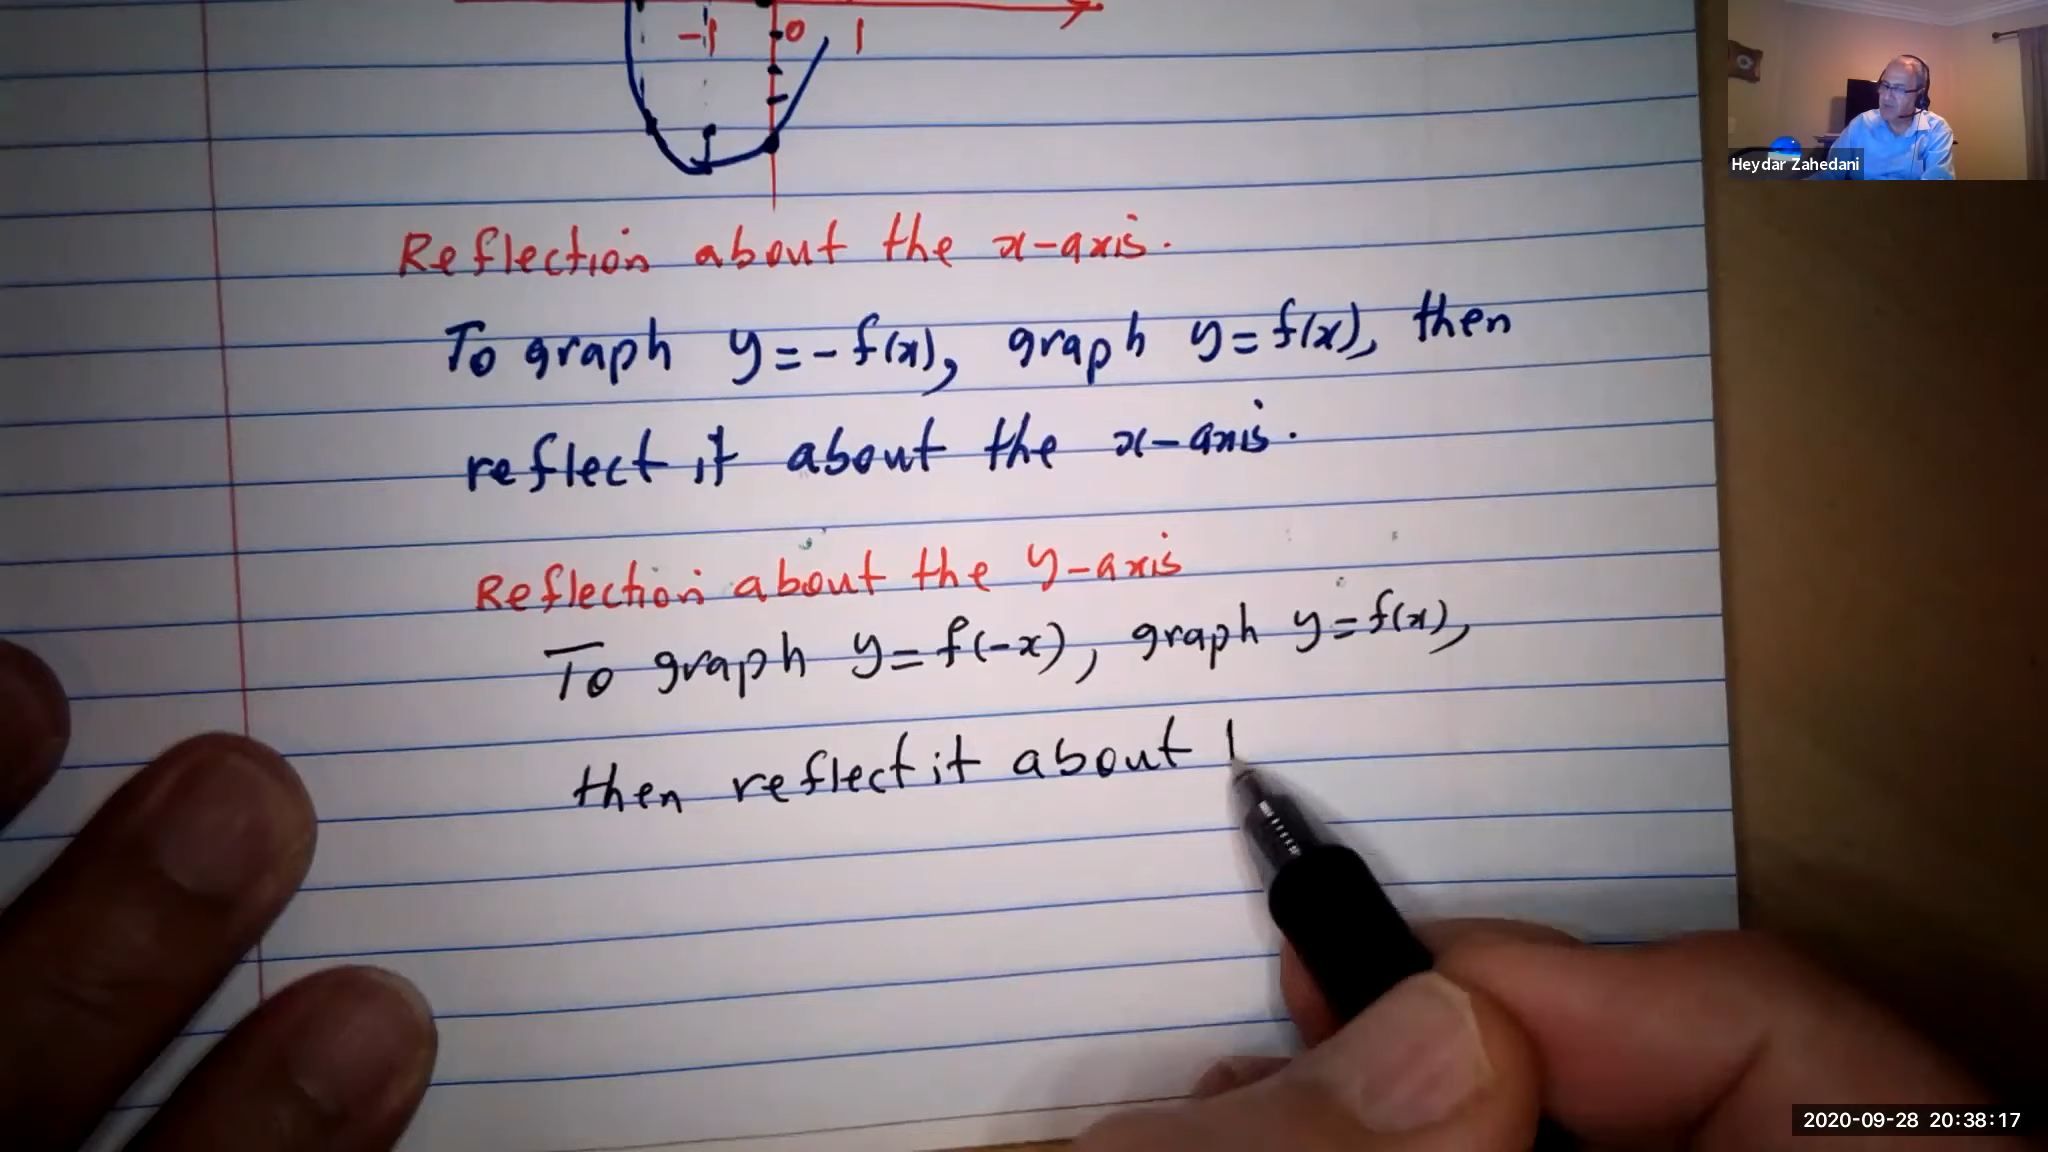 -1 0 1
Heydar Zahedani
Reflection about the x-axis.
To graph y=-f(x), graph y=f(x), then
reflect it about the x-axis.
Reflection about the y-axis
To graph y=f(-x), graph y=f(x),
then reflect it about
2020-09-28 20:38:17